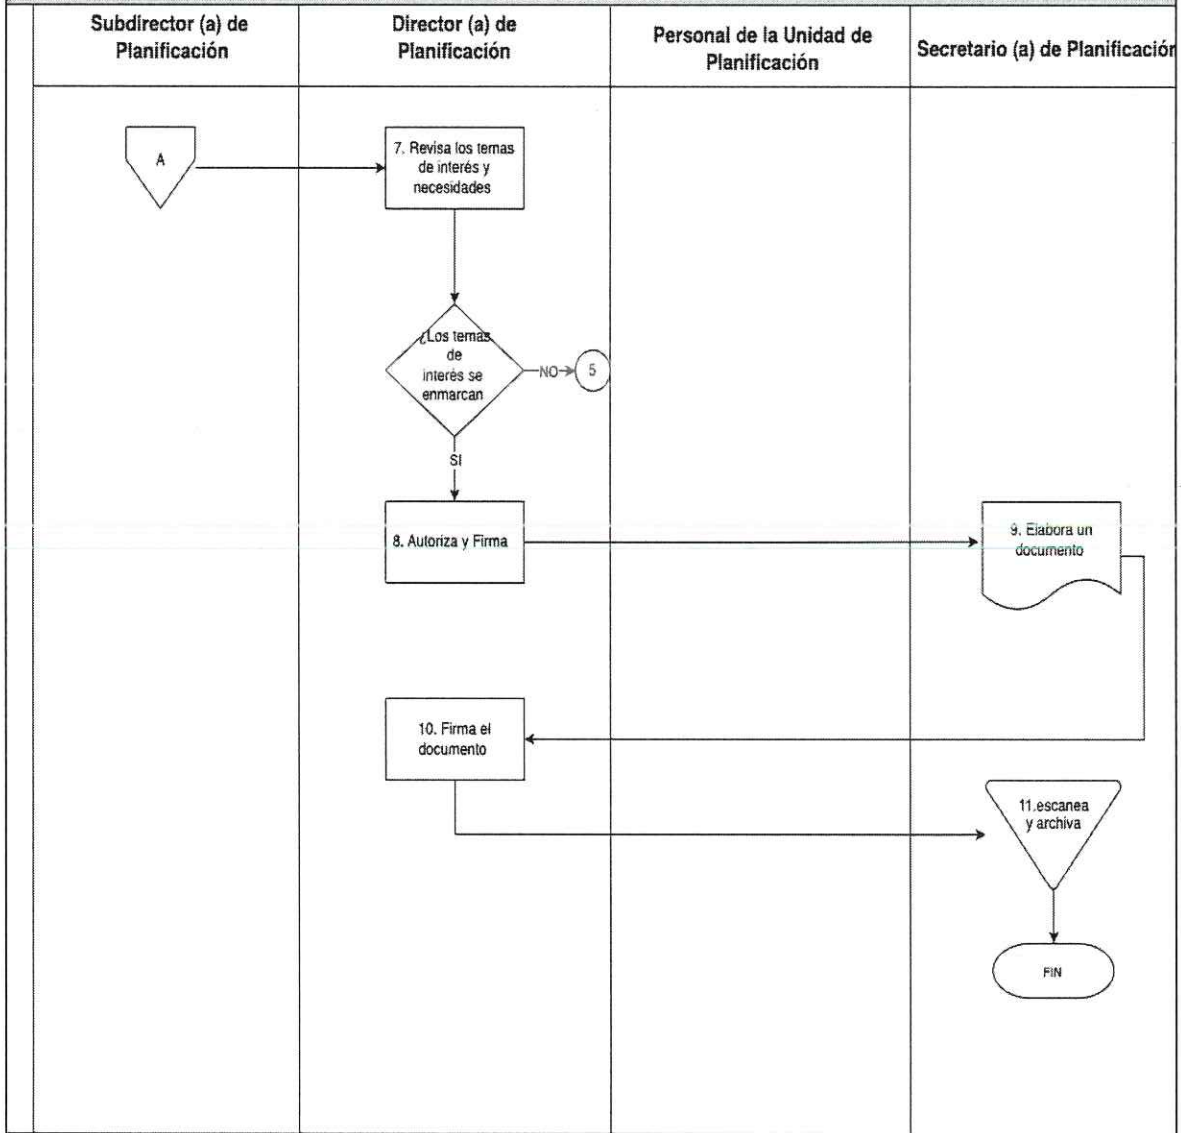 Subdirector (a) de
Planificación
Director (a) de
Planificación
Personal de la Unidad de
Planificación
Secretario (a) de Planificación
A
7. Revisa los temas
de interés y
necesidades
¿Los temas
de
interés se
enmarcan
NO
5
SI
8. Autoriza y Firma
9. Elabora un
documento
10. Firma el
documento
11.escanea
y archiva
FIN